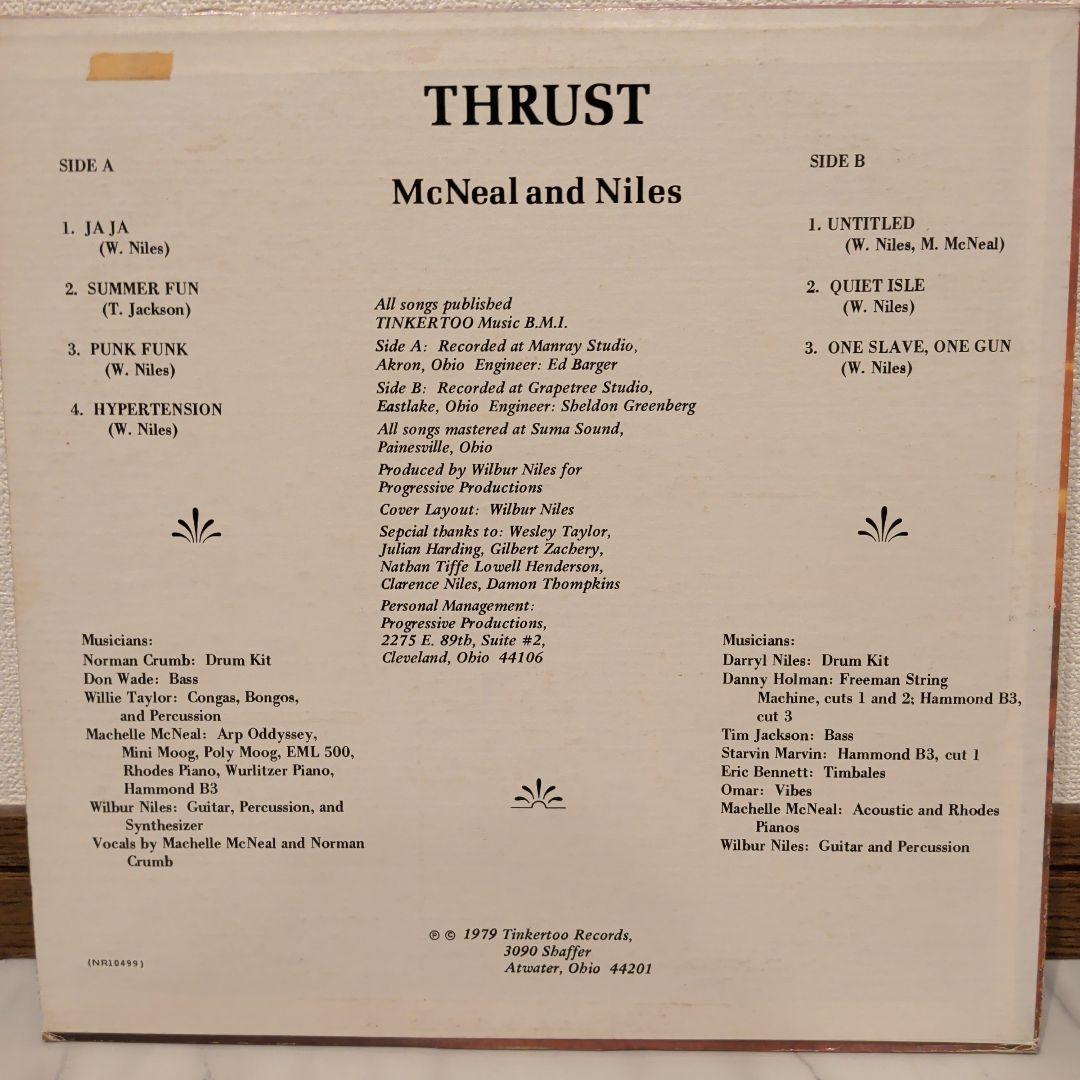 THRUST
McNeal and Niles
SIDE A
1. JA JA
(W. Niles)
2. SUMMER FUN
(T. Jackson)
3. PUNK FUNK
(W. Niles)
4. HYPERTENSION
(W. Niles)
SIDE B
1. UNTITLED
(W. Niles, M. McNeal)
2. QUIET ISLE
(W. Niles)
3. ONE SLAVE, ONE GUN
(W. Niles)
All songs published
TINKERTOO Music B.M.I.
Side A: Recorded at Manray Studio,
Akron, Ohio Engineer: Ed Barger
Side B: Recorded at Grapetree Studio,
Eastlake, Ohio Engineer: Sheldon Greenberg
All songs mastered at Suma Sound,
Painesville, Ohio
Produced by Wilbur Niles for
Progressive Productions
Cover Layout: Wilbur Niles
Sepcial thanks to: Wesley Taylor,
Julian Harding, Gilbert Zachery,
Nathan Tiffe Lowell Henderson,
Clarence Niles, Damon Thompkins
Personal Management:
Progressive Productions,
2275 E. 89th, Suite #2,
Cleveland, Ohio 44106
Musicians:
Norman Crumb: Drum Kit
Don Wade: Bass
Willie Taylor: Congas, Bongos,
and Percussion
Machelle McNeal: Arp Oddyssey,
Mini Moog, Poly Moog, EML 500,
Rhodes Piano, Wurlitzer Piano,
Hammond B3
Wilbur Niles: Guitar, Percussion, and
Synthesizer
Vocals by Machelle McNeal and Norman
Crumb
Musicians:
Darryl Niles: Drum Kit
Danny Holman: Freeman String
Machine, cuts 1 and 2; Hammond B3,
cut 3
Tim Jackson: Bass
Starvin Marvin: Hammond B3, cut 1
Eric Bennett: Timbales
Omar: Vibes
Machelle McNeal: Acoustic and Rhodes
Pianos
Wilbur Niles: Guitar and Percussion
℗ © 1979 Tinkertoo Records,
3090 Shaffer
Atwater, Ohio 44201
(NR10499)